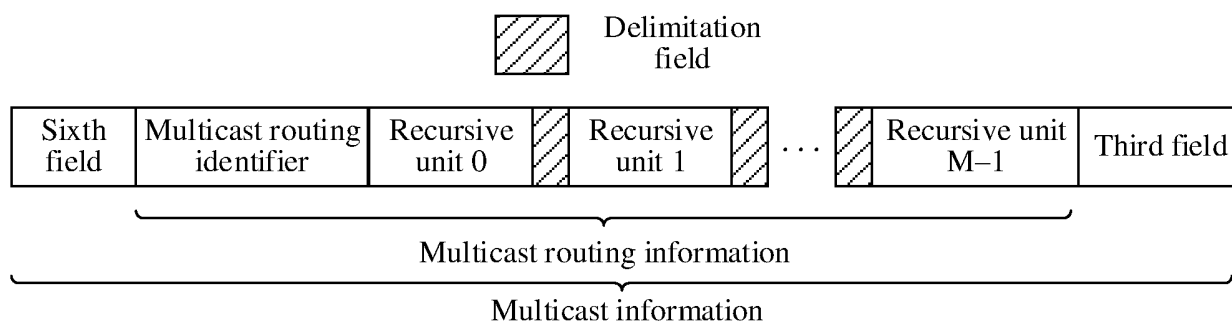 Delimitation
field
Sixth
field
Multicast routing
identifier
Recursive
unit 0
Recursive
unit 1
...
Recursive unit
M–1
Third field
Multicast routing information
Multicast information